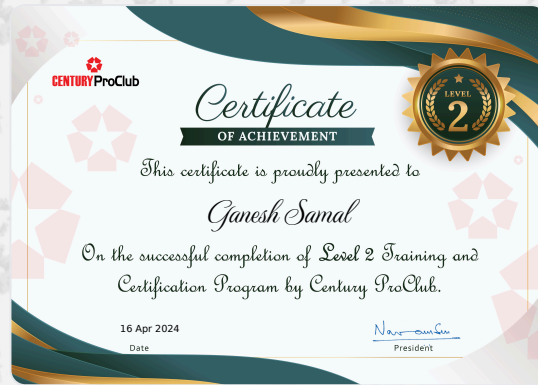 CENTURY ProClub
LEVEL
2
Certificate
OF ACHIEVEMENT
This certificate is proudly presented to
Ganesh Samal
On the successful completion of Level 2 Training and
Certification Program by Century ProClub.
16 Apr 2024
Date
President